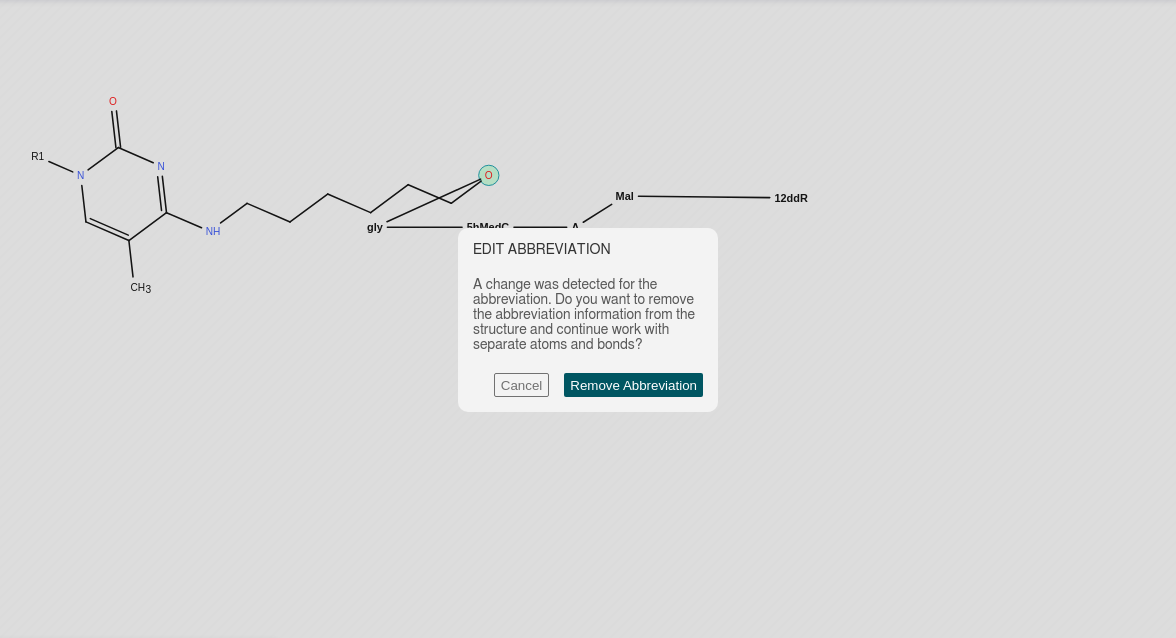 O
R1
N
N
NH
CH3
O
gly
5hMedC
A
Mal
12ddR
EDIT ABBREVIATION
A change was detected for the
abbreviation. Do you want to remove
the abbreviation information from the
structure and continue work with
separate atoms and bonds?
Cancel
Remove Abbreviation